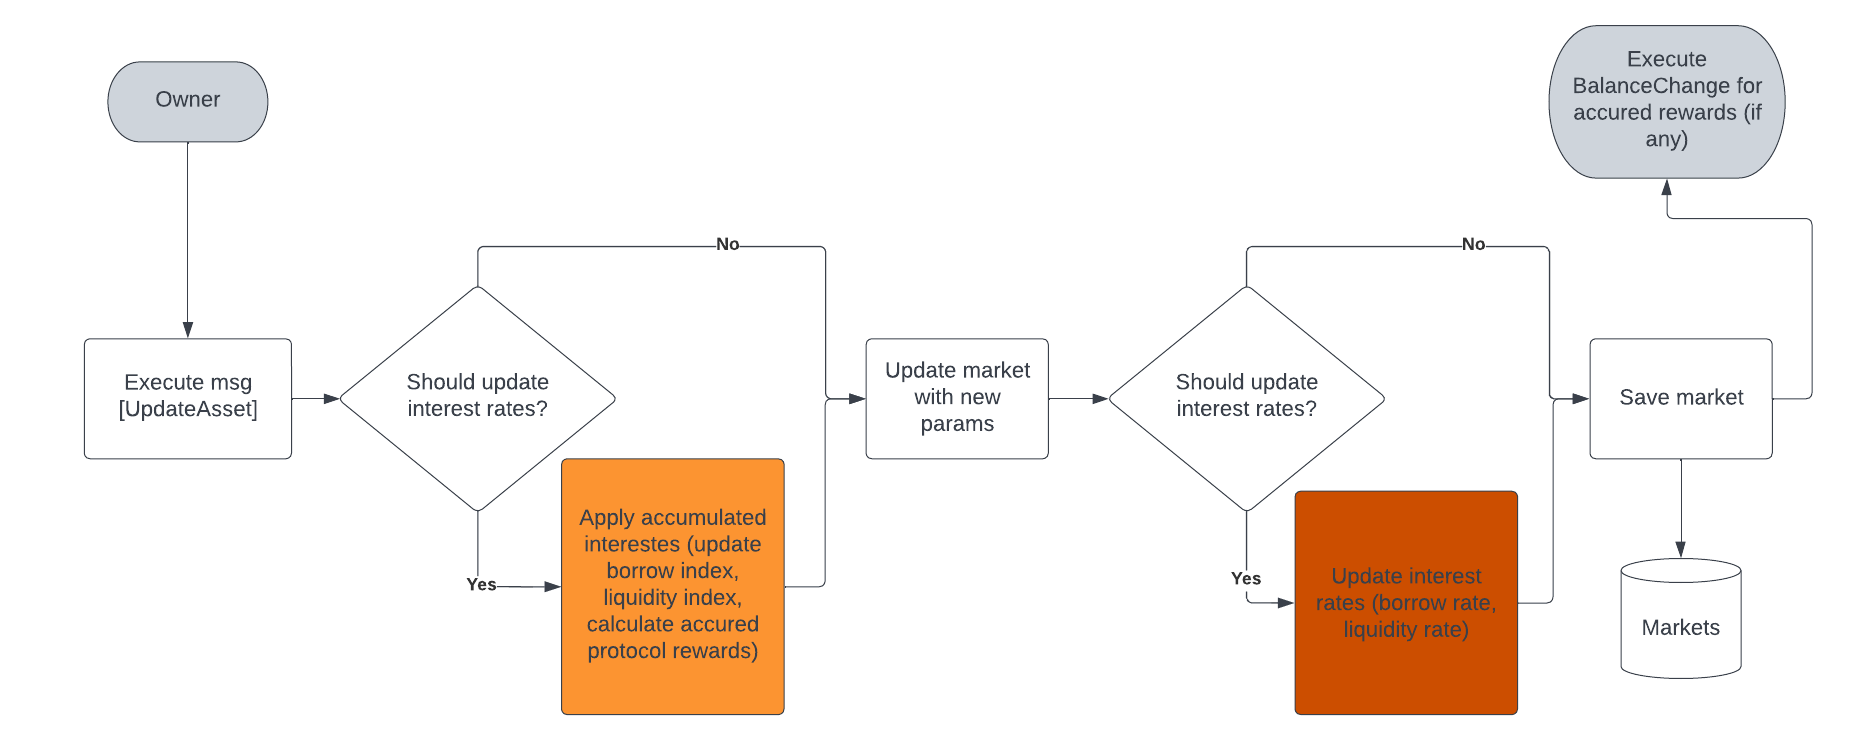 Owner
Execute msg
[UpdateAsset]
Should update
interest rates?
No
Yes
Apply accumulated
interestes (update
borrow index,
liquidity index,
calculate accured
protocol rewards)
Update market
with new
params
Should update
interest rates?
No
Yes
Update interest
rates (borrow rate,
liquidity rate)
Save market
Markets
Execute
BalanceChange for
accured rewards (if
any)